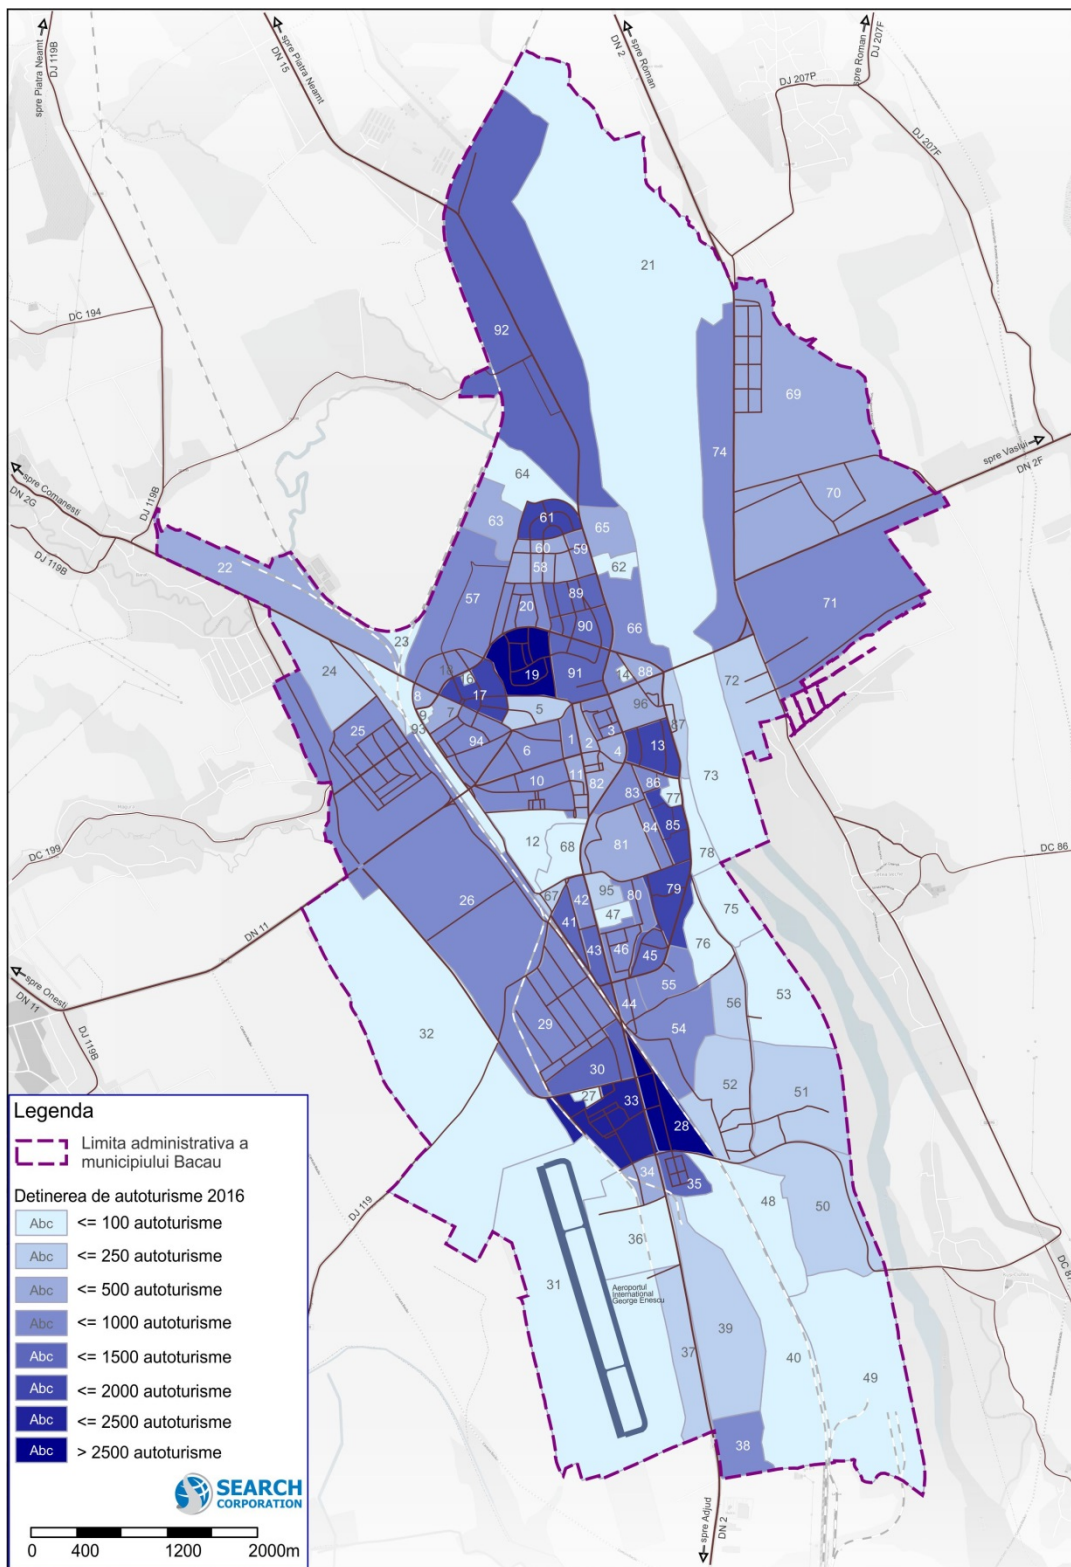 spre Piatra Neamt
DJ 119B
spre Piatra Neamt
DN 15
spre Roman
DN 2
DJ 207P
spre Roman
DJ 207F
DJ 207F
21
DC 194
92
69
74
spre Vaslui
DN 2F
spre Comanesti
DN 2G
DJ 119B
DJ 119B
64
70
63
61
65
60
59
58
62
22
57
20
89
71
90
66
23
24
18
16
19
91
14
88
72
8
17
96
9
7
5
87
93
25
94
1
2
3
13
6
4
73
11
10
82
86
83
77
12
68
84
85
81
78
DC 199
DC 86
26
67
42
95
80
79
47
75
41
DN 11
43
46
45
76
spre Onesti
DN 11
55
53
44
56
DJ 119B
32
29
54
30
52
51
27
33
28
34
35
50
48
DJ 119
36
31
DC 87
Aeroportul
International
George Enescu
39
37
40
49
38
spre Adjud
DN 2
Legenda
Limita administrativa a
municipiului Bacau
Detinerea de autoturisme 2016
Abc <= 100 autoturisme
Abc <= 250 autoturisme
Abc <= 500 autoturisme
Abc <= 1000 autoturisme
Abc <= 1500 autoturisme
Abc <= 2000 autoturisme
Abc <= 2500 autoturisme
Abc > 2500 autoturisme
SEARCH
CORPORATION
0 400 1200 2000m